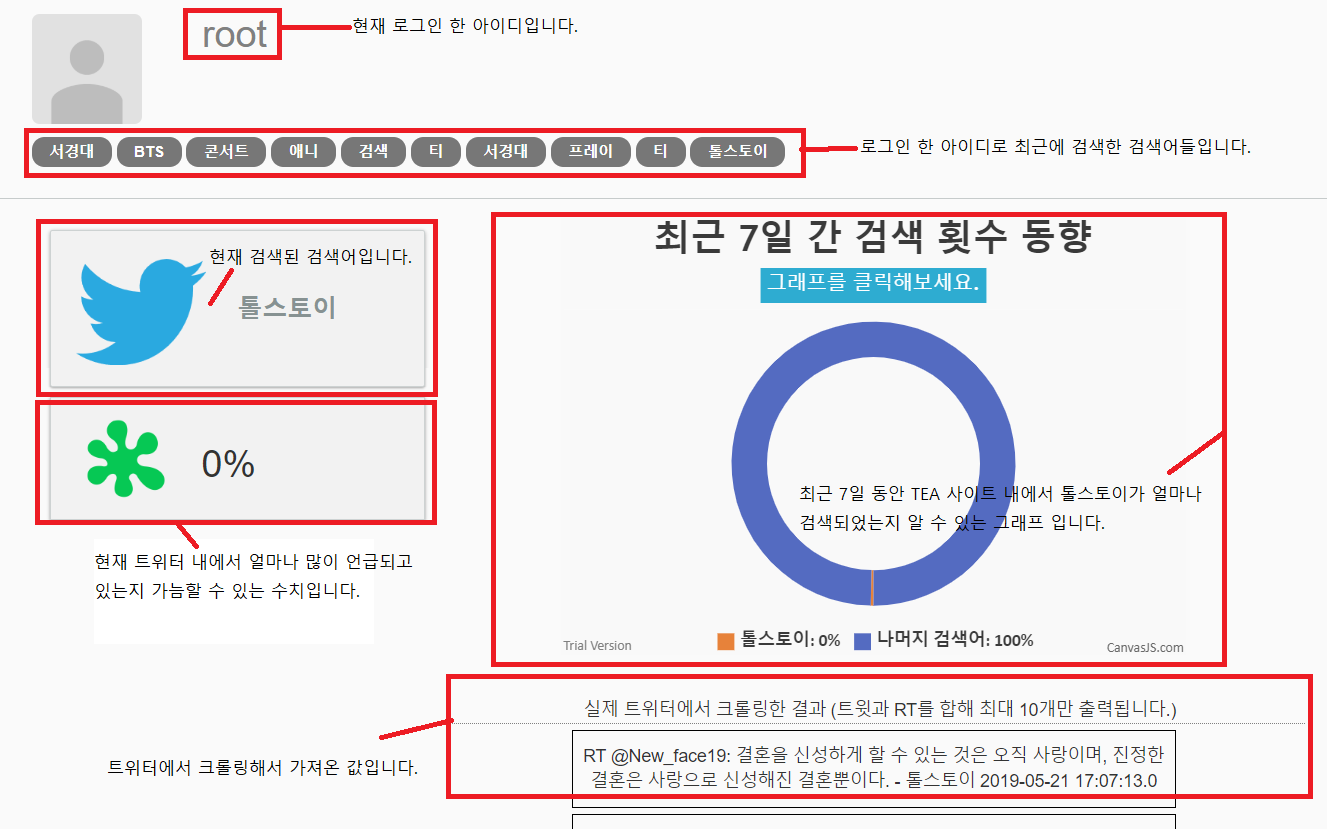 root
현재 로그인 한 아이디입니다.
서경대 BTS 콘서트 애니 검색 티 서경대 프레이 티 톨스토이
로그인 한 아이디로 최근에 검색한 검색어들입니다.
현재 검색된 검색어입니다.
톨스토이
0%
현재 트위터 내에서 얼마나 많이 언급되고
있는지 가늠할 수 있는 수치입니다.
최근 7일 간 검색 횟수 동향
그래프를 클릭해보세요.
최근 7일 동안 TEA 사이트 내에서 톨스토이가 얼마나
검색되었는지 알 수 있는 그래프 입니다.
톨스토이: 0% 나머지 검색어: 100%
Trial Version
CanvasJS.com
실제 트위터에서 크롤링한 결과 (트윗과 RT를 합해 최대 10개만 출력됩니다.)
트위터에서 크롤링해서 가져온 값입니다.
RT @New_face19: 결혼을 신성하게 할 수 있는 것은 오직 사랑이며, 진정한
결혼은 사랑으로 신성해진 결혼뿐이다. - 톨스토이 2019-05-21 17:07:13.0